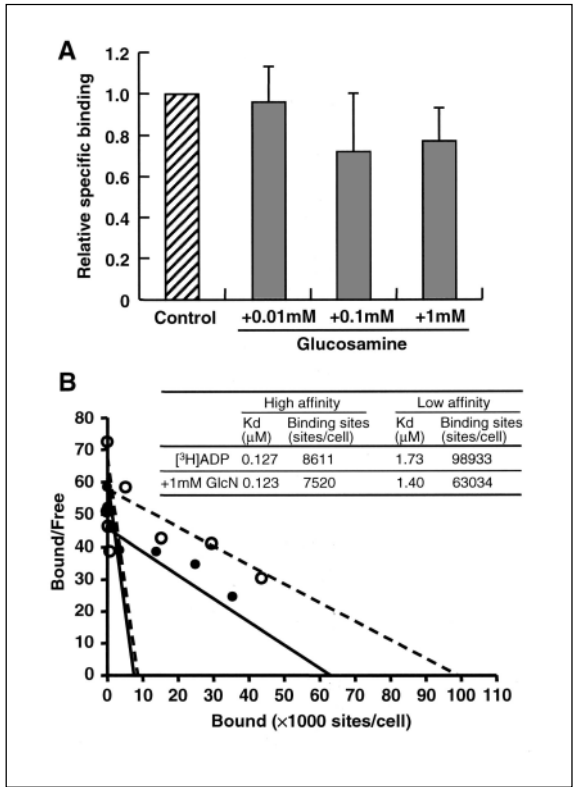 A
Relative specific binding
1.2
1.0
0.8
0.6
0.4
0.2
0
Control
+0.01mM +0.1mM +1mM
Glucosamine
B
High affinity Low affinity
Kd Binding sites Kd Binding sites
(μM) (sites/cell) (μM) (sites/cell)
[³H]ADP 0.127 8611 1.73 98933
+1mM GlcN 0.123 7520 1.40 63034
Bound/Free
80
70
60
50
40
30
20
10
0
0 10 20 30 40 50 60 70 80 90 100 110
Bound (×1000 sites/cell)